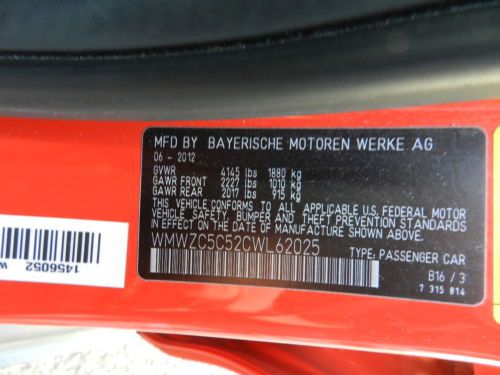 MFD BY BAYERISCHE MOTOREN WERKE AG
06 - 2012
GVWR 4145 lbs 1880 kg
GAWR FRONT 2227 lbs 1010 kg
GAWR REAR 2017 lbs 915 kg
THIS VEHICLE CONFORMS TO ALL APPLICABLE U.S. FEDERAL MOTOR
VEHICLE SAFETY, BUMPER AND THEFT PREVENTION STANDARDS
IN EFFECT ON THE DATE OF MANUFACTURE SHOWN ABOVE.
WMWZC5C52CWL62025
TYPE: PASSENGER CAR
B16 / 3
7 315 814
1456052 W